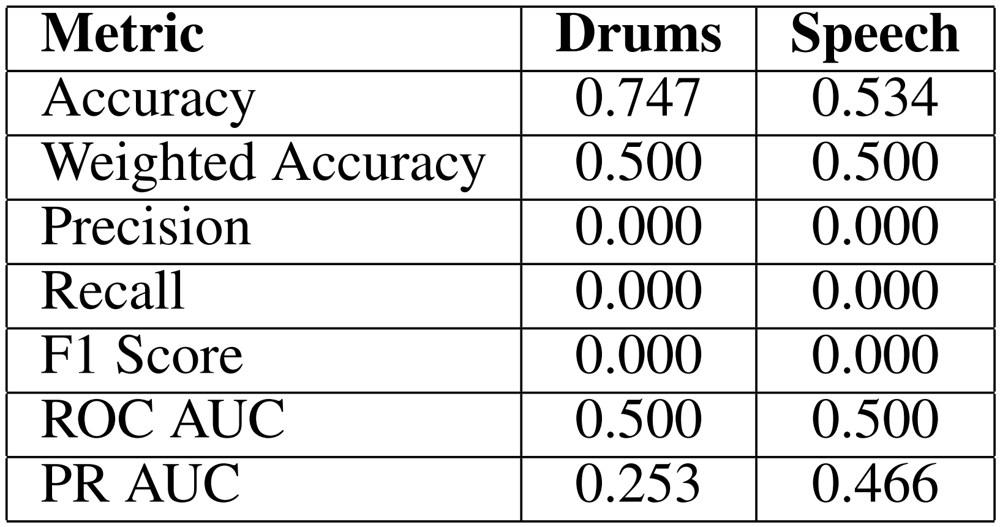 Metric Drums Speech
Accuracy 0.747 0.534
Weighted Accuracy 0.500 0.500
Precision 0.000 0.000
Recall 0.000 0.000
F1 Score 0.000 0.000
ROC AUC 0.500 0.500
PR AUC 0.253 0.466